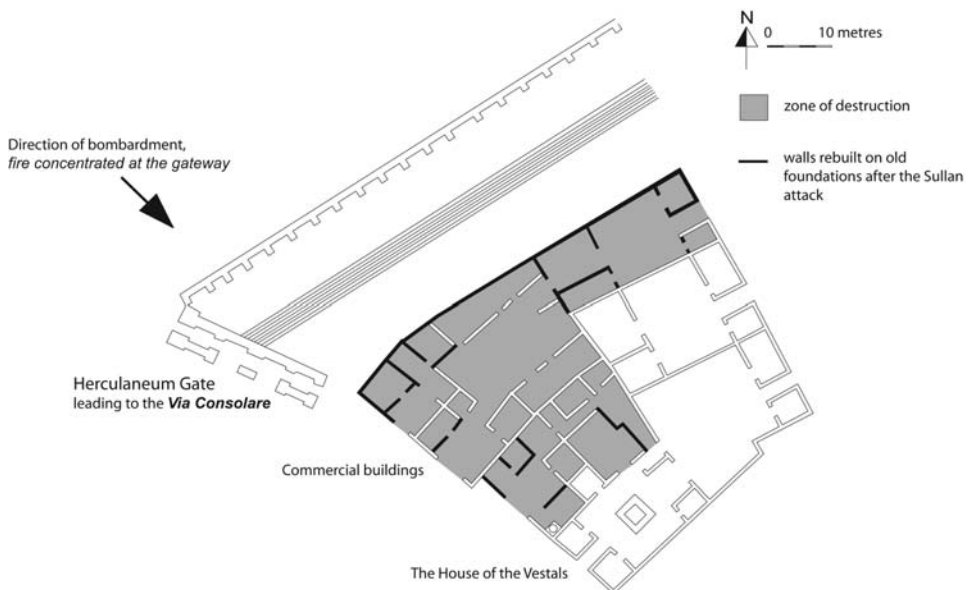 N
0 10 metres
zone of destruction
walls rebuilt on old
foundations after the Sullan
attack
Direction of bombardment,
fire concentrated at the gateway
Herculaneum Gate
leading to the Via Consolare
Commercial buildings
The House of the Vestals